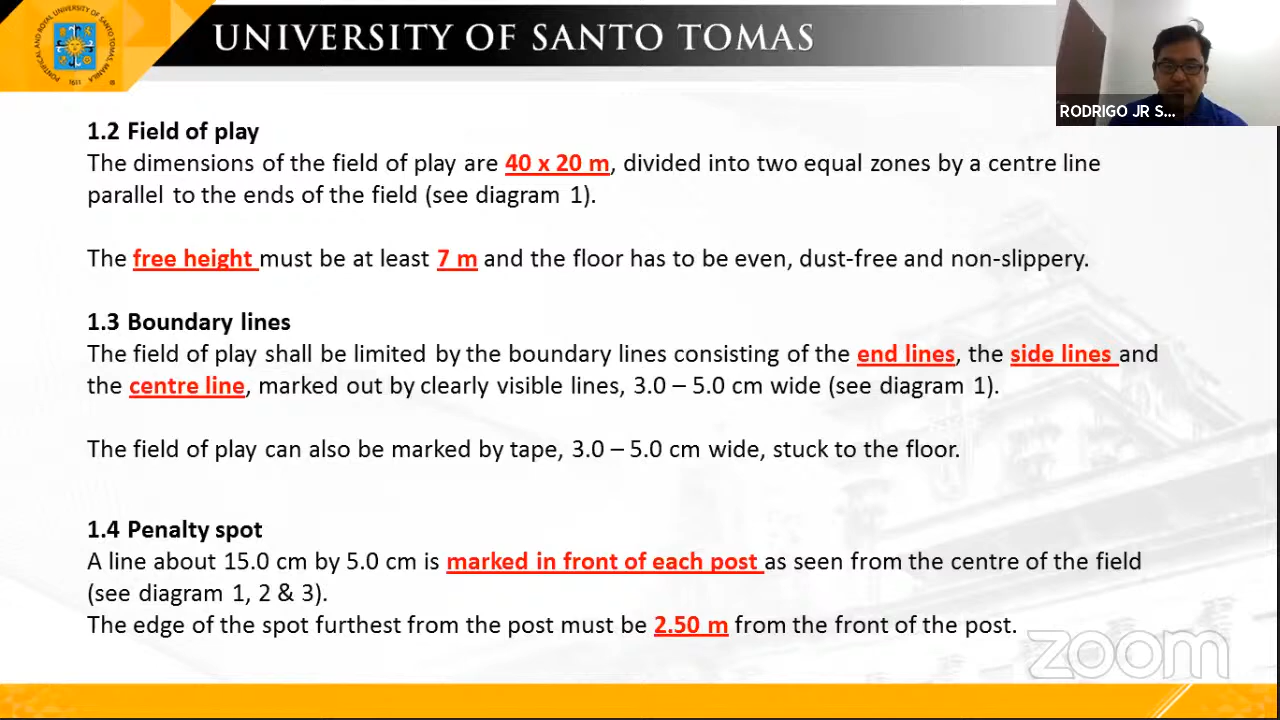 UNIVERSITY OF SANTO TOMAS
PONTIFICAL AND ROYAL UNIVERSITY OF SANTO TOMAS MANILA
1611
RODRIGO JR S...
1.2 Field of play
The dimensions of the field of play are 40 x 20 m, divided into two equal zones by a centre line
parallel to the ends of the field (see diagram 1).
The free height must be at least 7 m and the floor has to be even, dust-free and non-slippery.
1.3 Boundary lines
The field of play shall be limited by the boundary lines consisting of the end lines, the side lines and
the centre line, marked out by clearly visible lines, 3.0 – 5.0 cm wide (see diagram 1).
The field of play can also be marked by tape, 3.0 – 5.0 cm wide, stuck to the floor.
1.4 Penalty spot
A line about 15.0 cm by 5.0 cm is marked in front of each post as seen from the centre of the field
(see diagram 1, 2 & 3).
The edge of the spot furthest from the post must be 2.50 m from the front of the post.
zoom